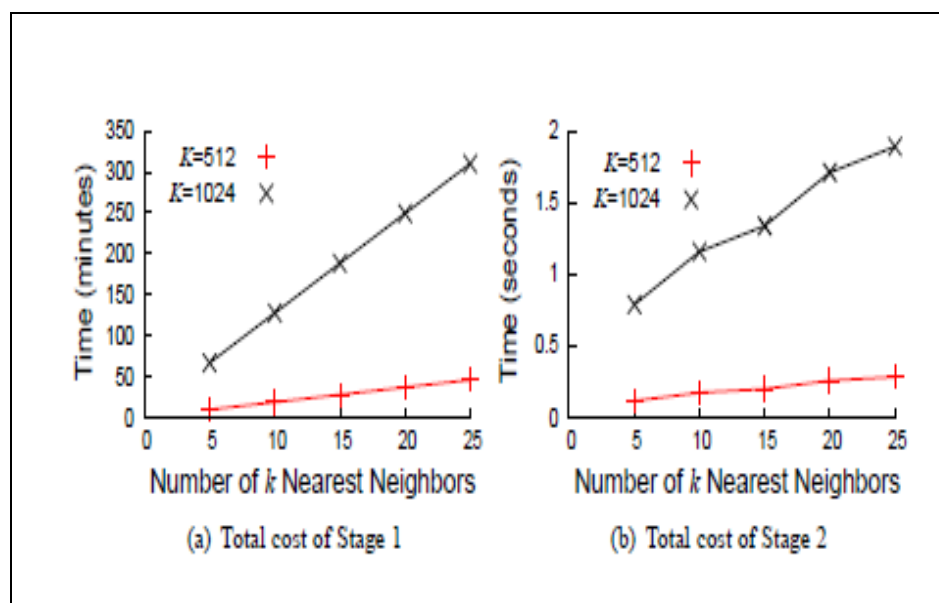 350
300
250
200
150
100
50
0
Time (minutes)
K=512
K=1024
0 5 10 15 20 25
Number of k Nearest Neighbors
(a) Total cost of Stage 1
2
1.5
1
0.5
0
Time (seconds)
K=512
K=1024
0 5 10 15 20 25
Number of k Nearest Neighbors
(b) Total cost of Stage 2